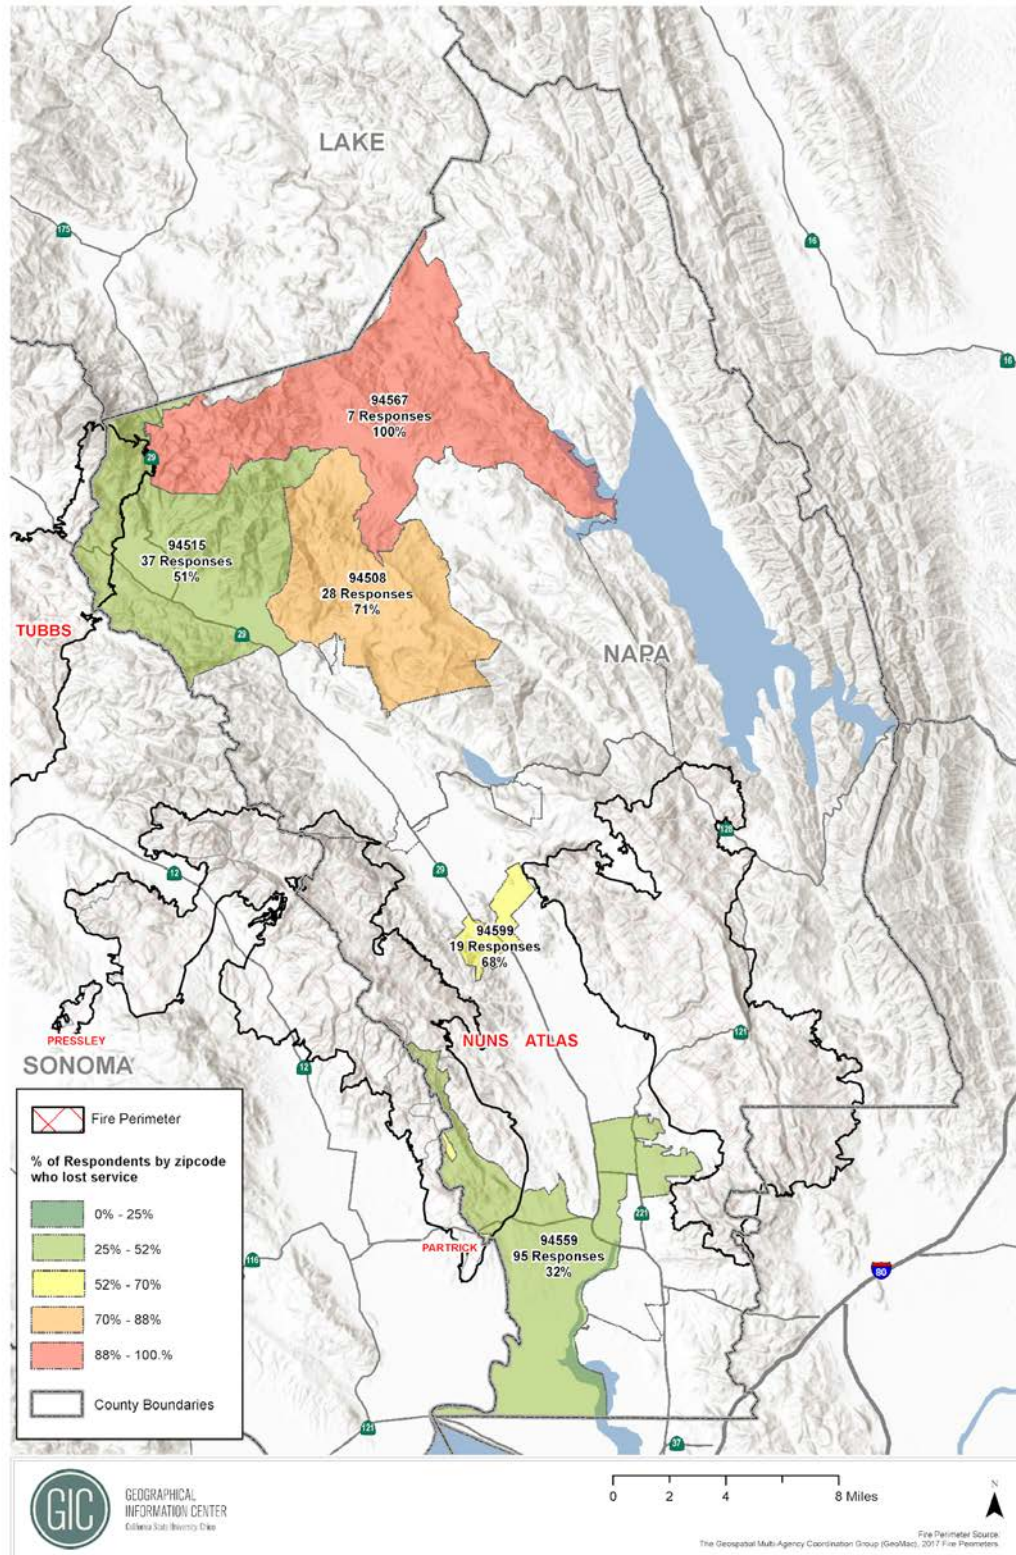 LAKE
175
16
16
94567
7 Responses
100%
29
94515
37 Responses
51%
94508
28 Responses
71%
TUBBS
29
NAPA
128
29
12
94599
19 Responses
68%
PRESSLEY
NUNS ATLAS
121
SONOMA
12
Fire Perimeter
% of Respondents by zipcode
who lost service
0% - 25%
25% - 52%
52% - 70%
70% - 88%
88% - 100.%
County Boundaries
221
94559
95 Responses
32%
PARTRICK
116
80
121
37
GIC
GEOGRAPHICAL
INFORMATION CENTER
California State University Chico
0 2 4 8 Miles
N
Fire Perimeter Source:
The Geospatial Multi-Agency Coordination Group (GeoMac), 2017 Fire Perimeters